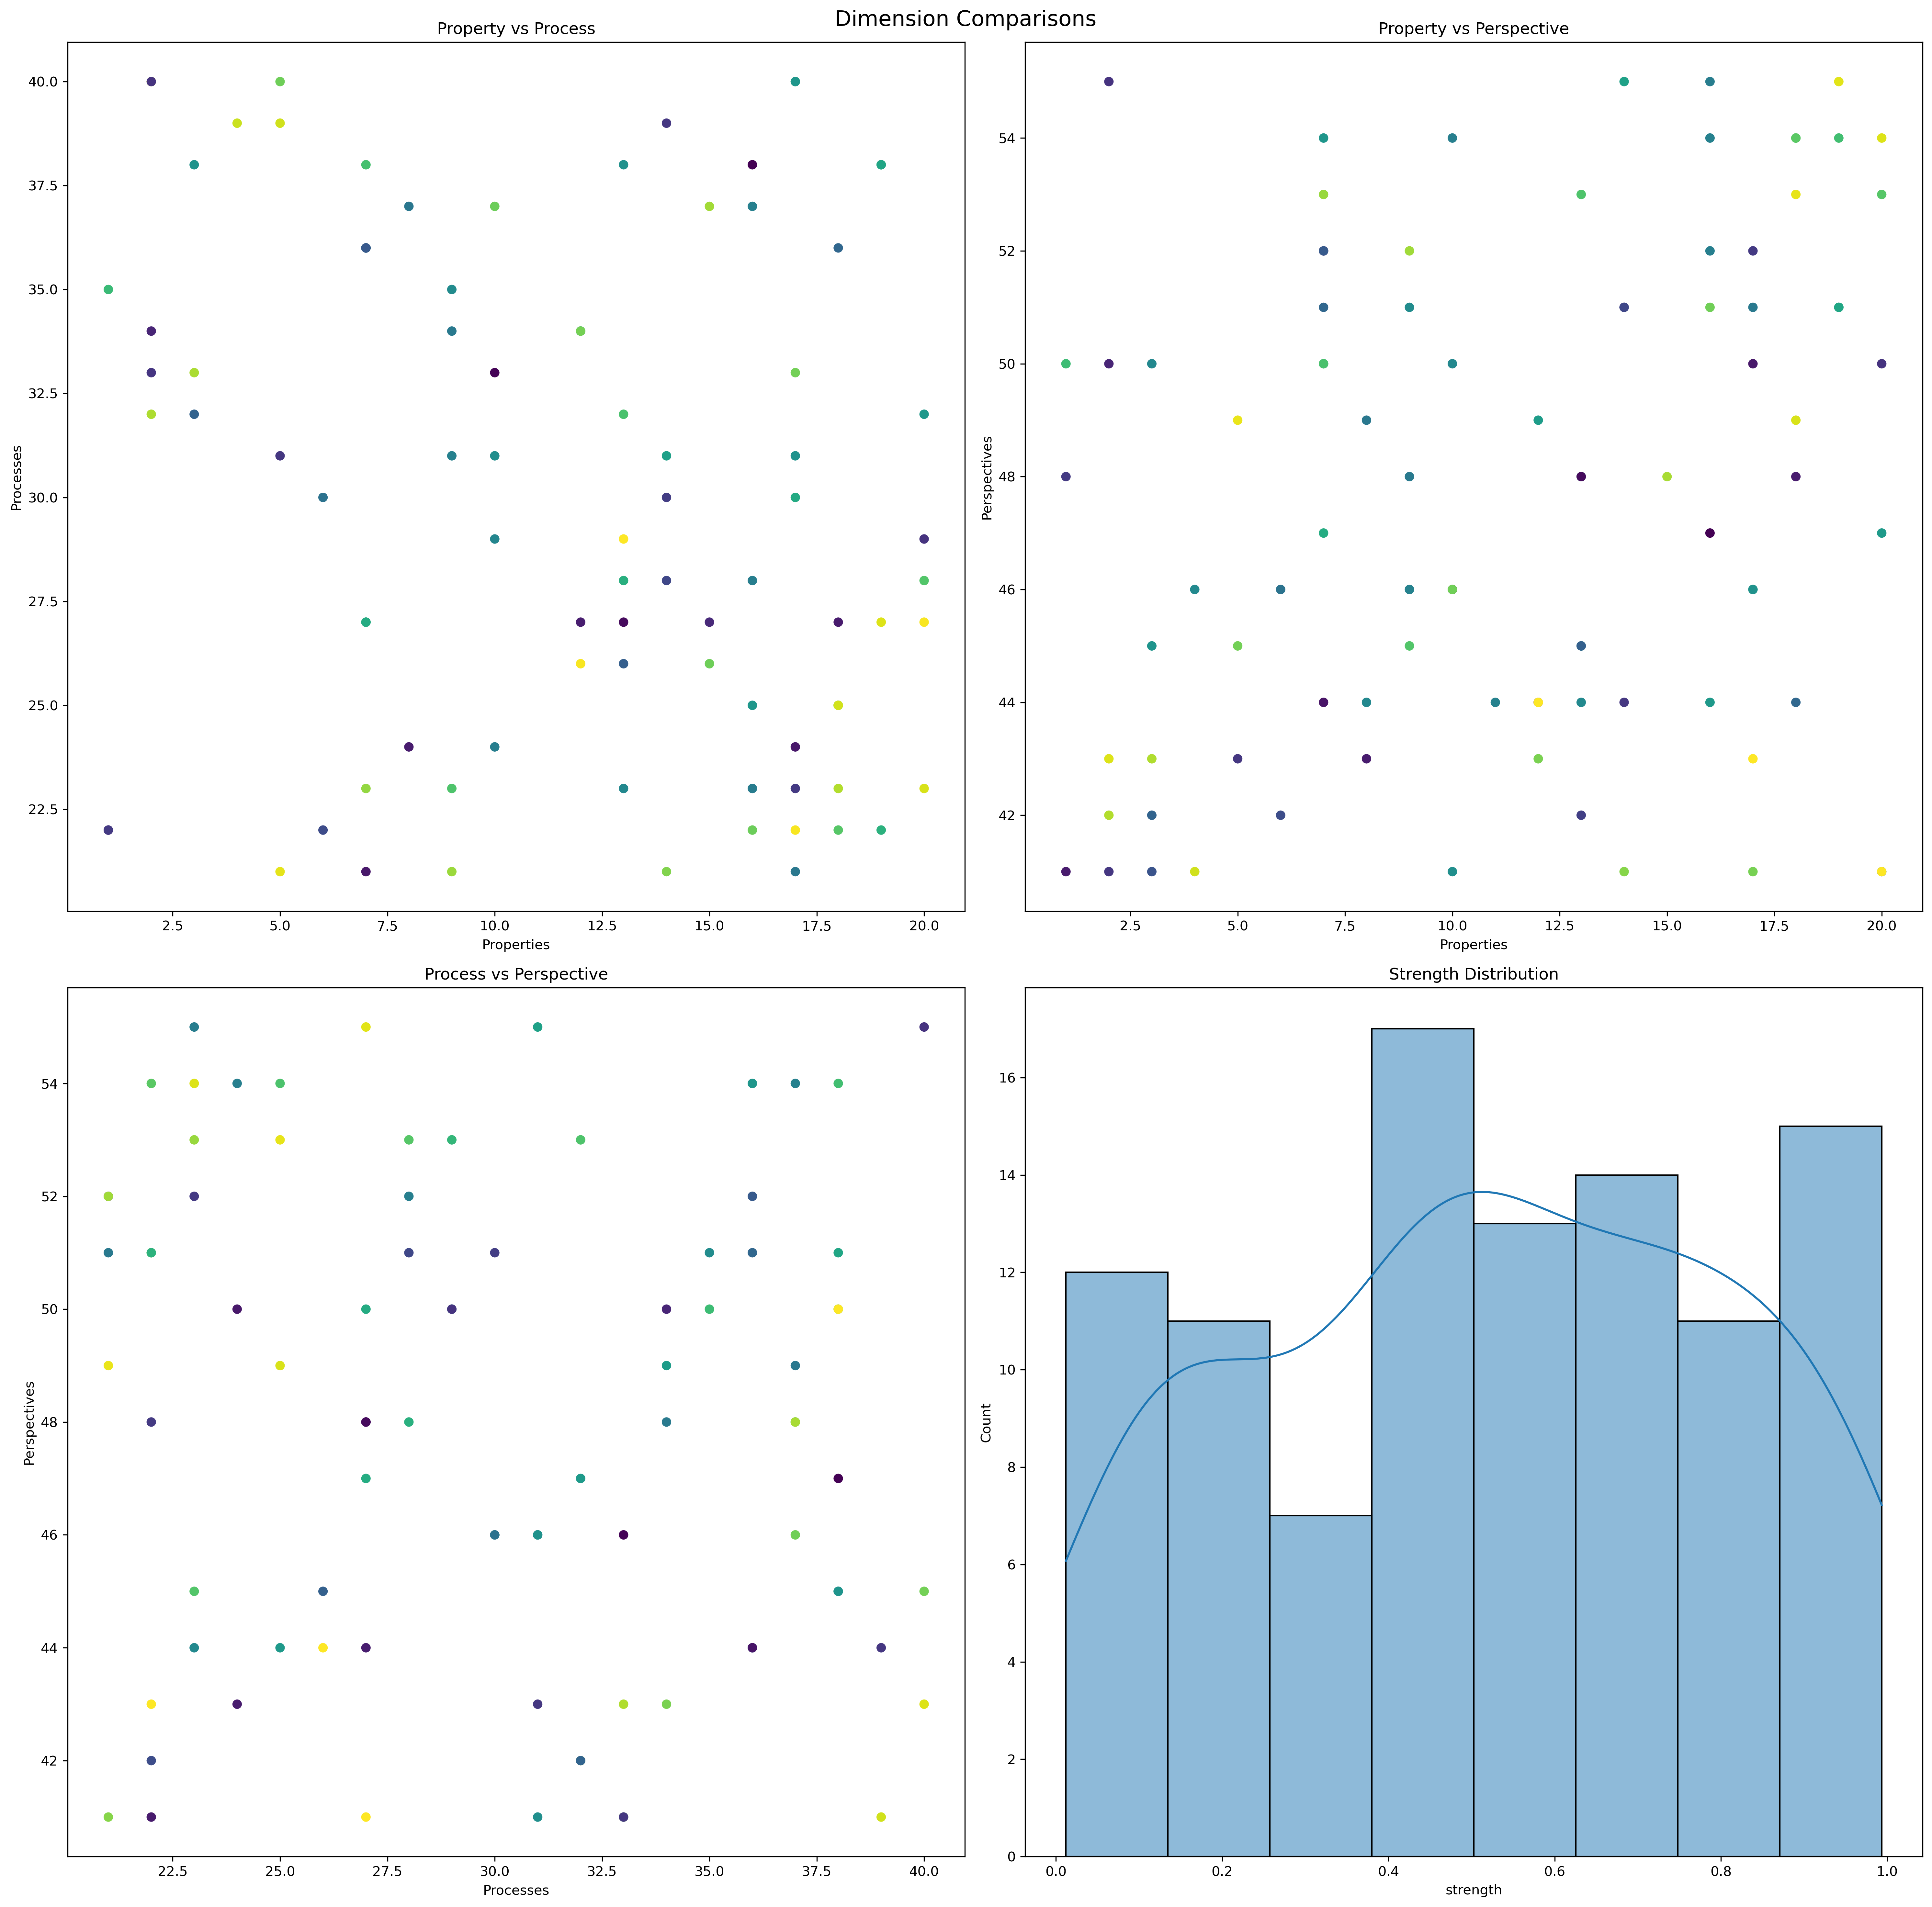 Dimension Comparisons
Property vs Process
40.0
37.5
35.0
32.5
30.0
27.5
25.0
22.5
Processes
2.5 5.0 7.5 10.0 12.5 15.0 17.5 20.0
Properties
Property vs Perspective
54
52
50
48
46
44
42
Perspectives
2.5 5.0 7.5 10.0 12.5 15.0 17.5 20.0
Properties
Process vs Perspective
54
52
50
48
46
44
42
Perspectives
22.5 25.0 27.5 30.0 32.5 35.0 37.5 40.0
Processes
Strength Distribution
16
14
12
10
8
6
4
2
0
Count
0.0 0.2 0.4 0.6 0.8 1.0
strength